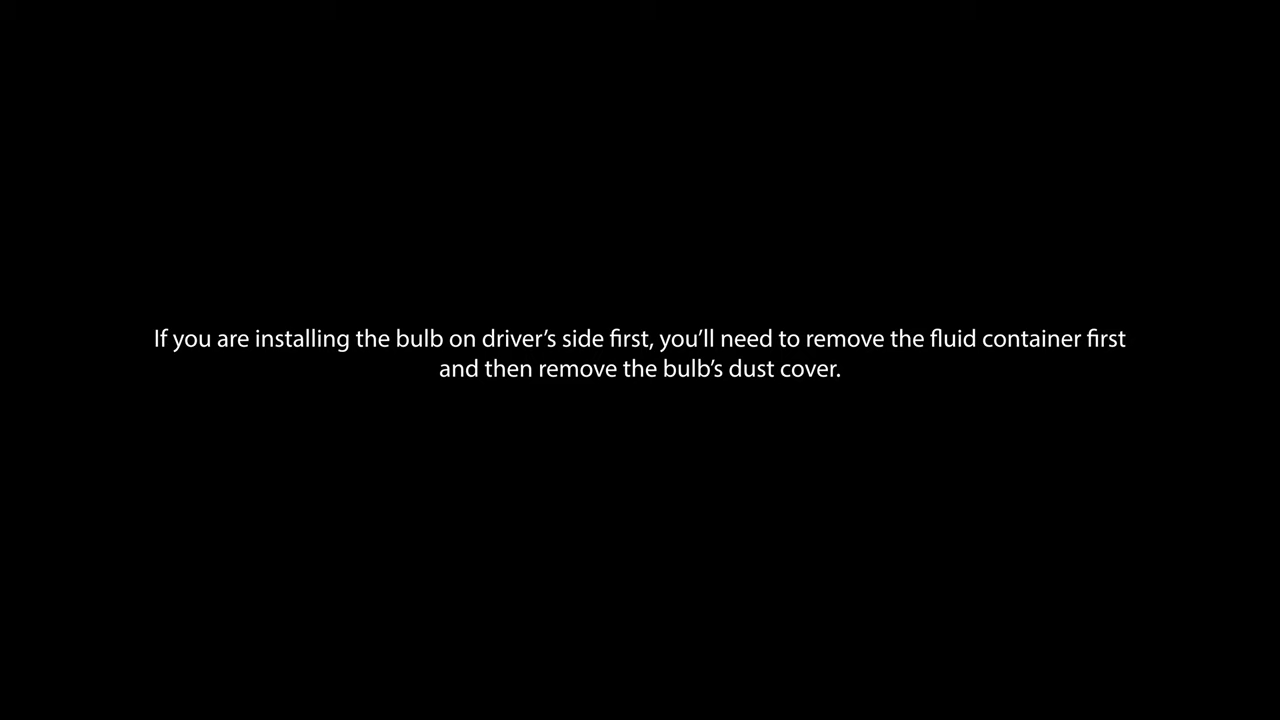 If you are installing the bulb on driver’s side first, you’ll need to remove the fluid container first
and then remove the bulb’s dust cover.